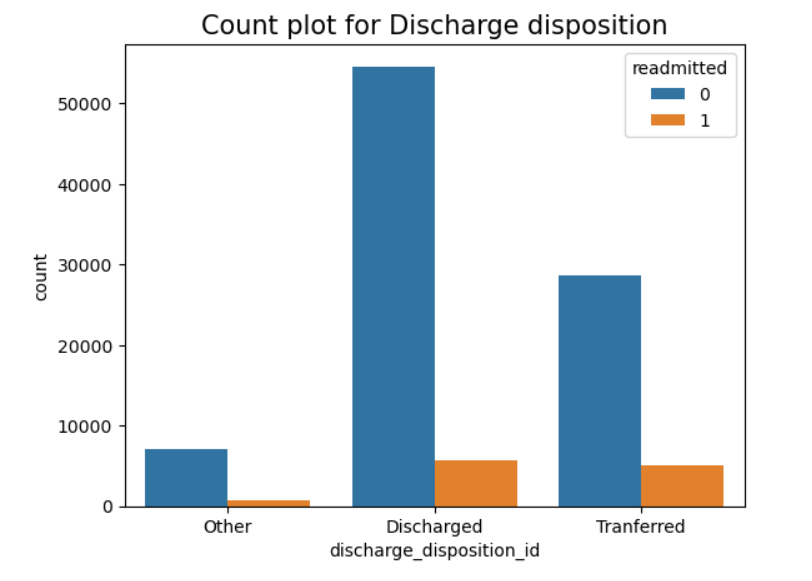 Count plot for Discharge disposition
readmitted
0
1
50000
40000
30000
20000
10000
0
count
Other Discharged Tranferred
discharge_disposition_id